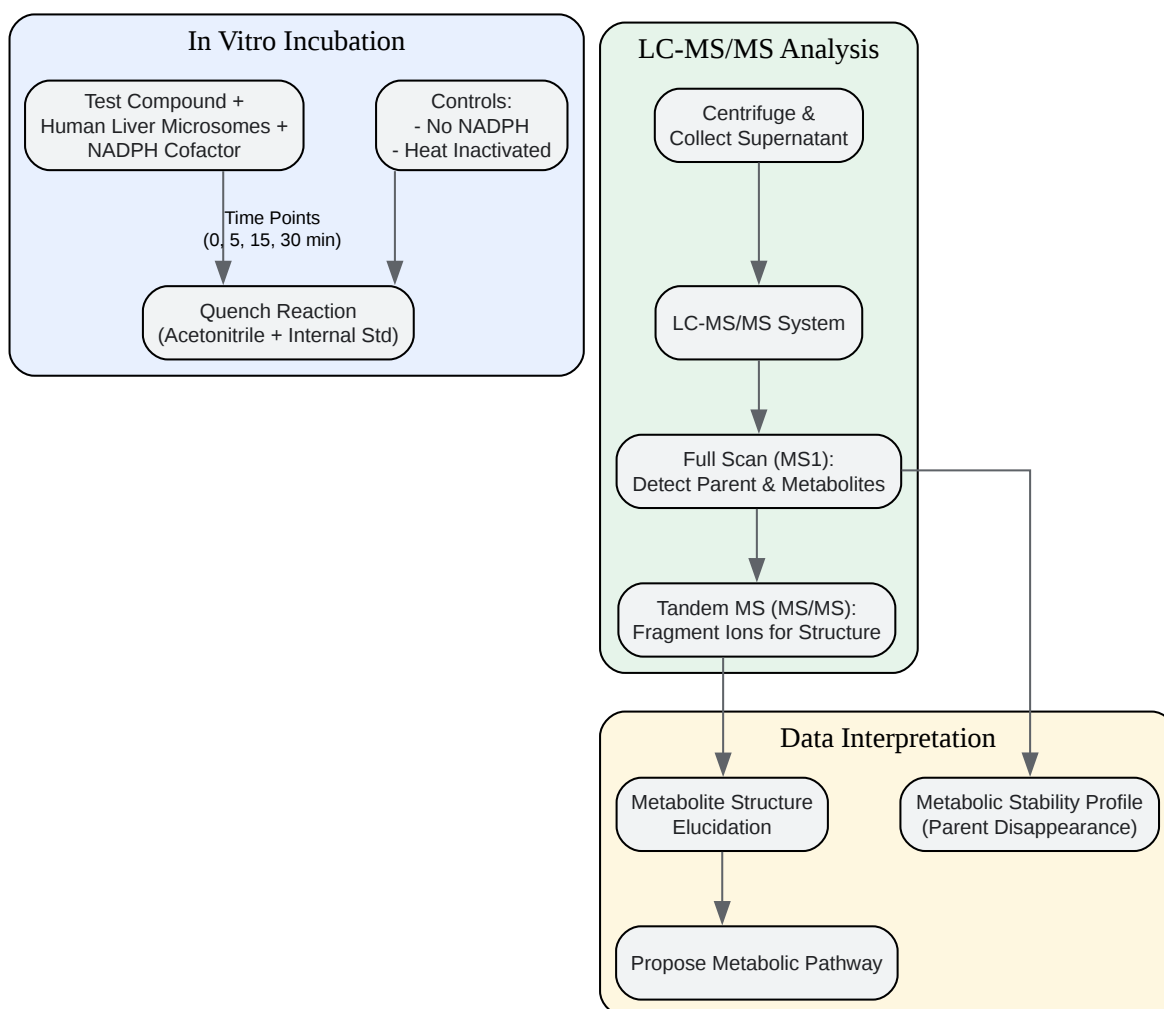 In Vitro Incubation
Test Compound +
Human Liver Microsomes +
NADPH Cofactor
Controls:
- No NADPH
- Heat Inactivated
Time Points
(0, 5, 15, 30 min)
Quench Reaction
(Acetonitrile + Internal Std)
LC-MS/MS Analysis
Centrifuge &
Collect Supernatant
LC-MS/MS System
Full Scan (MS1):
Detect Parent & Metabolites
Tandem MS (MS/MS):
Fragment Ions for Structure
Data Interpretation
Metabolite Structure
Elucidation
Metabolic Stability Profile
(Parent Disappearance)
Propose Metabolic Pathway